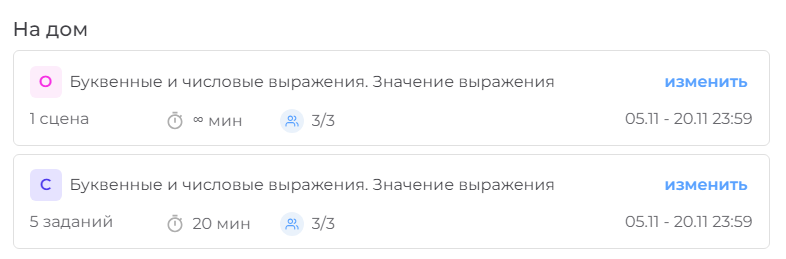 На дом
О Буквенные и числовые выражения. Значение выражения изменить
1 сцена ∞ мин 3/3 05.11 - 20.11 23:59
С Буквенные и числовые выражения. Значение выражения изменить
5 заданий 20 мин 3/3 05.11 - 20.11 23:59